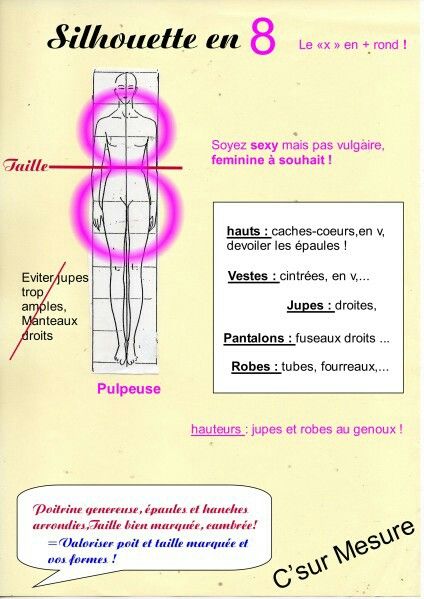 Silhouette en 8
Le «x » en + rond !
Soyez sexy mais pas vulgaire,
feminine à souhait !
Taille
hauts : caches-coeurs,en v,
devoiler les épaules !
Vestes : cintrées, en v,...
Jupes : droites,
Pantalons : fuseaux droits ...
Robes : tubes, fourreaux,...
Eviter jupes
trop
amples,
Manteaux
droits
Pulpeuse
hauteurs : jupes et robes au genoux !
Poitrine genereuse, épaules et hanches
arrondies,Taille bien marquée, cambrée!
=Valoriser poit et taille marquée et
vos formes !
C'sur Mesure